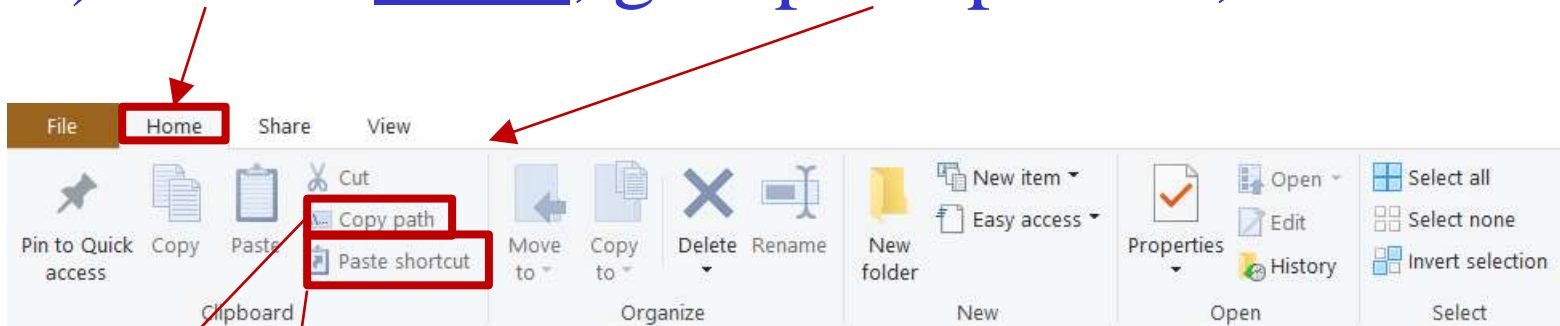 File Home Share View
Cut New item Open Select all
Copy path Easy access Edit Select none
Pin to Quick access Copy Paste Paste shortcut Move to Copy to Delete Rename New folder Properties History Invert selection
Clipboard Organize New Open Select